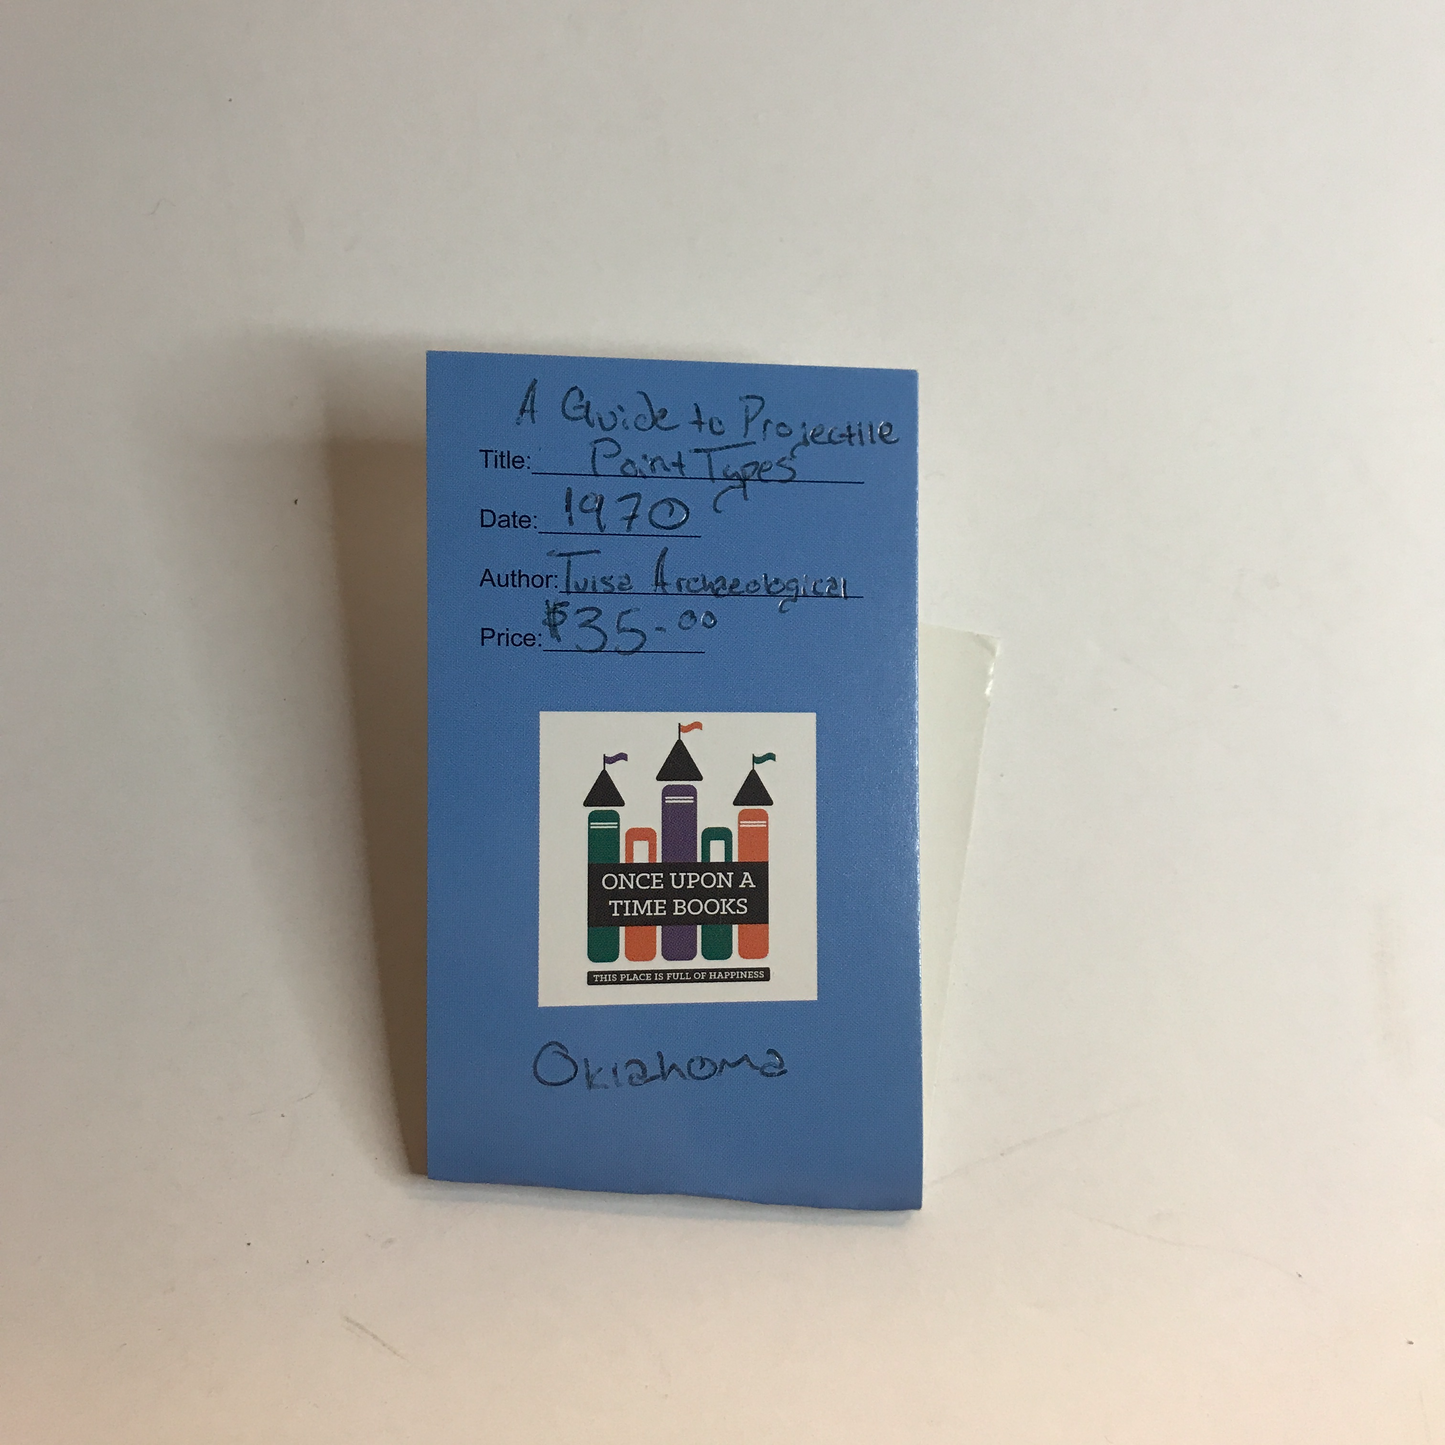 A Guide to Projectile
Title: Point Types
Date: 1970
Author: Tulsa Archaeological
Price: $35.00
ONCE UPON A
TIME BOOKS
THIS PLACE IS FULL OF HAPPINESS
Oklahoma